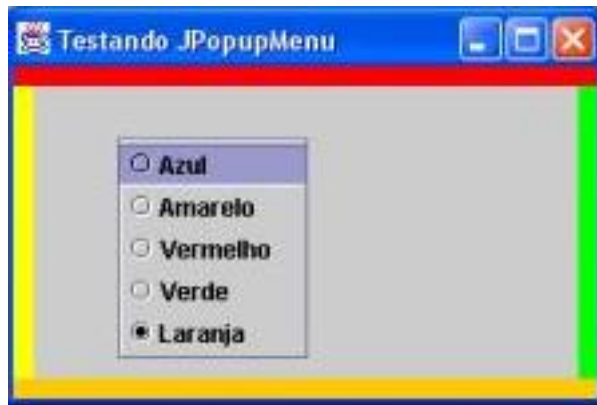 Testando JPopupMenu
Azul
Amarelo
Vermelho
Verde
Laranja